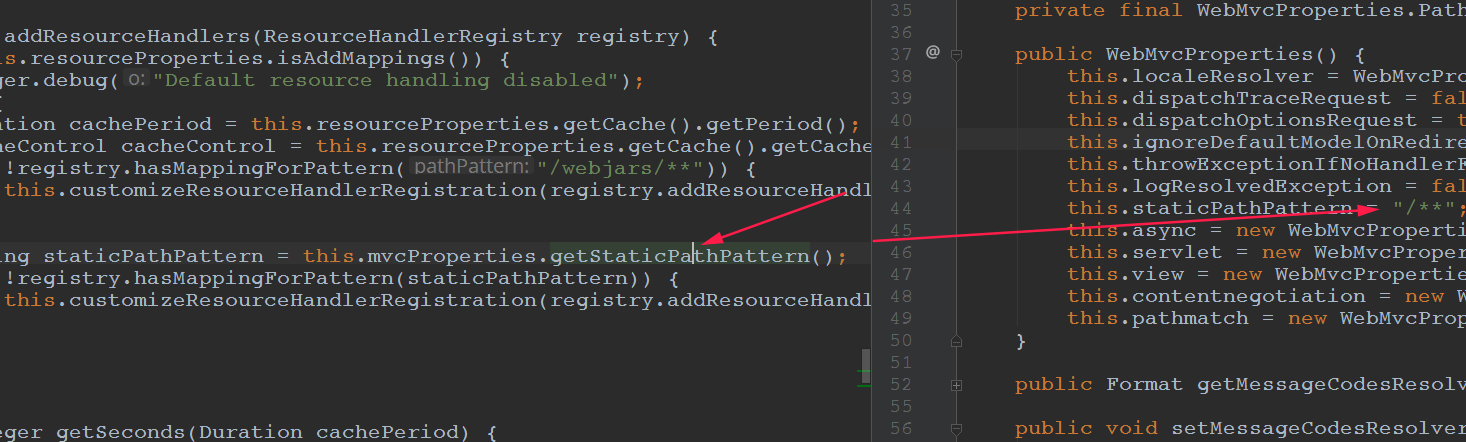 addResourceHandlers(ResourceHandlerRegistry registry) {
s.resourceProperties.isAddMappings()) {
ger.debug( o: "Default resource handling disabled");
{
ation cachePeriod = this.resourceProperties.getCache().getPeriod();
heControl cacheControl = this.resourceProperties.getCache().getCache
!registry.hasMappingForPattern( pathPattern: "/webjars/**")) {
this.customizeResourceHandlerRegistration(registry.addResourceHandl
ng staticPathPattern = this.mvcProperties.getStaticPathPattern();
!registry.hasMappingForPattern(staticPathPattern)) {
this.customizeResourceHandlerRegistration(registry.addResourceHandl
eger getSeconds(Duration cachePeriod) {
35 private final WebMvcProperties.Path
36
37 @ public WebMvcProperties() {
38 this.localeResolver = WebMvcPro
39 this.dispatchTraceRequest = fal
40 this.dispatchOptionsRequest = t
41 this.ignoreDefaultModelOnRedire
42 this.throwExceptionIfNoHandlerF
43 this.logResolvedException = fal
44 this.staticPathPattern = "/**";
45 this.async = new WebMvcProperti
46 this.servlet = new WebMvcProper
47 this.view = new WebMvcPropertie
48 this.contentnegotiation = new W
49 this.pathmatch = new WebMvcProp
50 }
51
52 public Format getMessageCodesResolv
55
56 public void setMessageCodesResolver